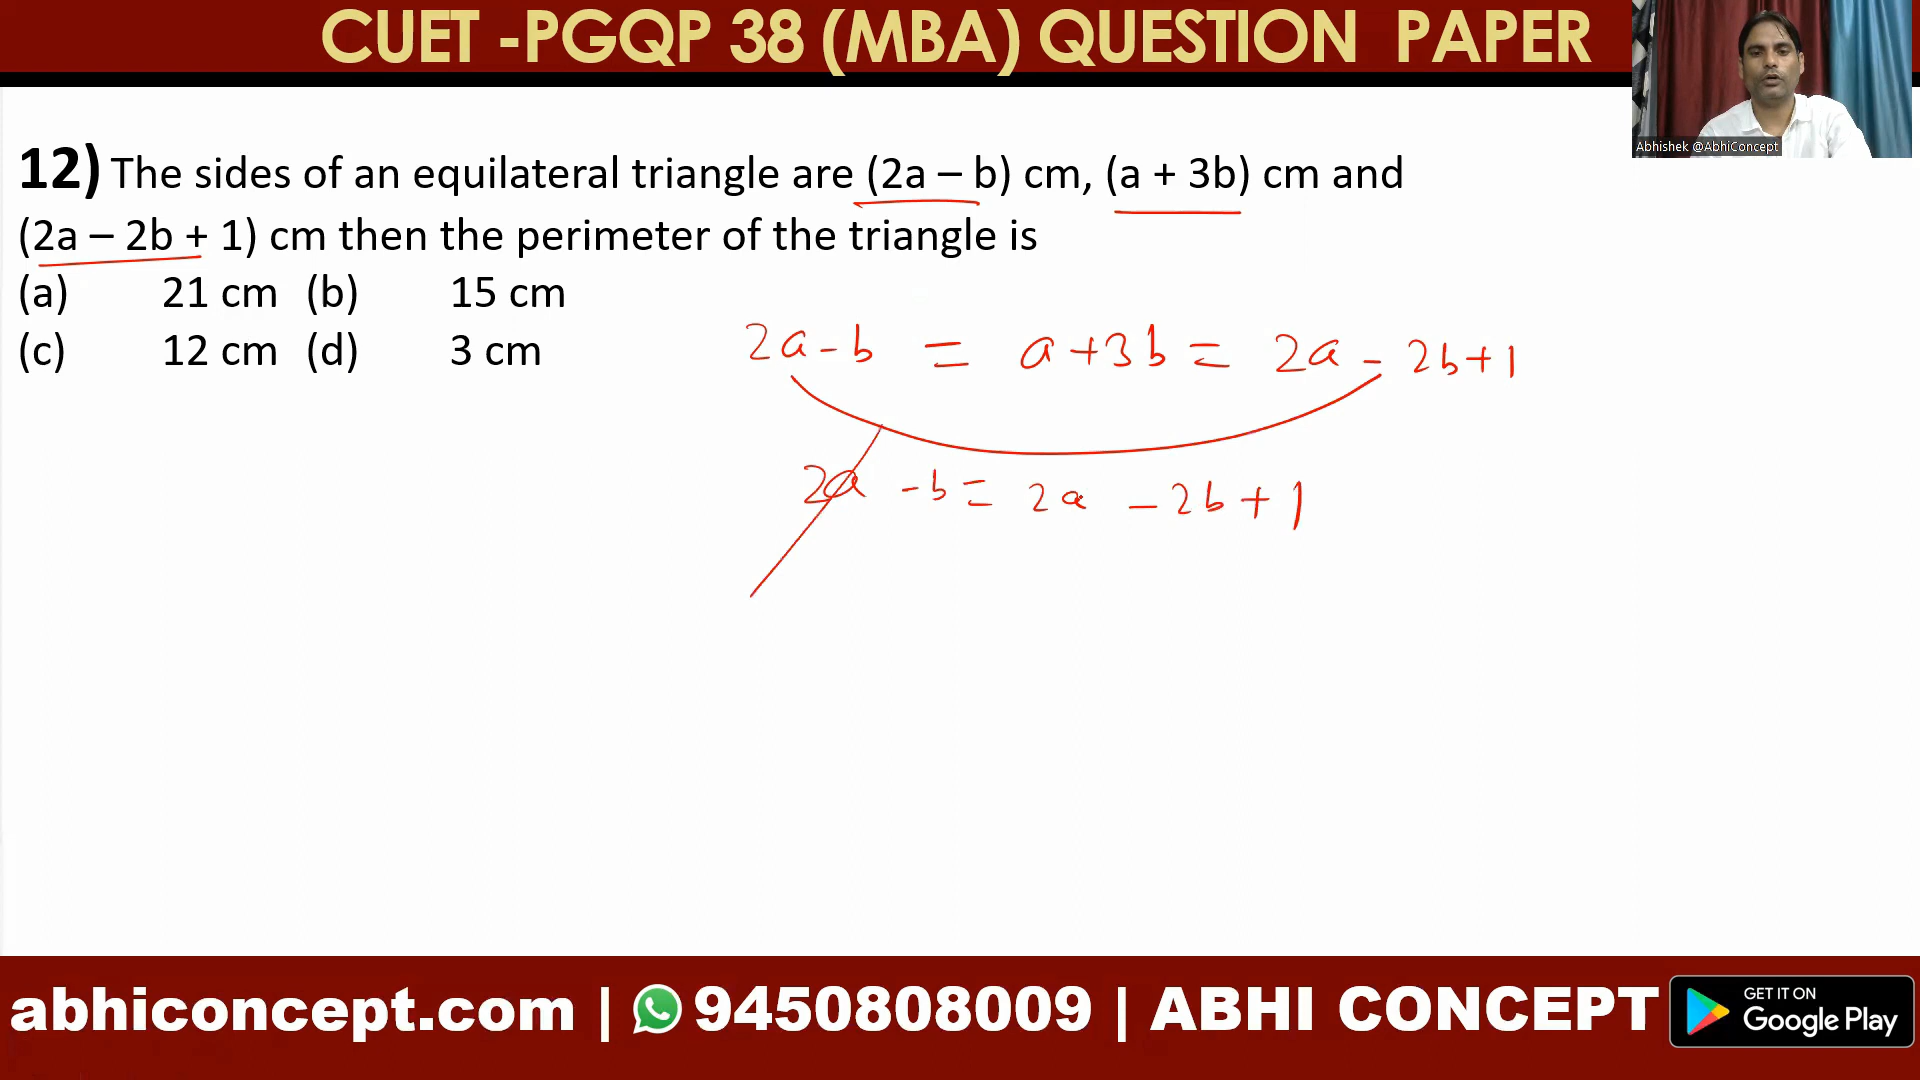 CUET -PGQP 38 (MBA) QUESTION PAPER
Abhishek @AbhiConcept
12) The sides of an equilateral triangle are (2a – b) cm, (a + 3b) cm and
(2a – 2b + 1) cm then the perimeter of the triangle is
(a) 21 cm (b) 15 cm
(c) 12 cm (d) 3 cm
2a - b = a + 3b = 2a - 2b + 1
2a - b = 2a - 2b + 1
abhiconcept.com | 9450808009 | ABHI CONCEPT
GET IT ON
Google Play